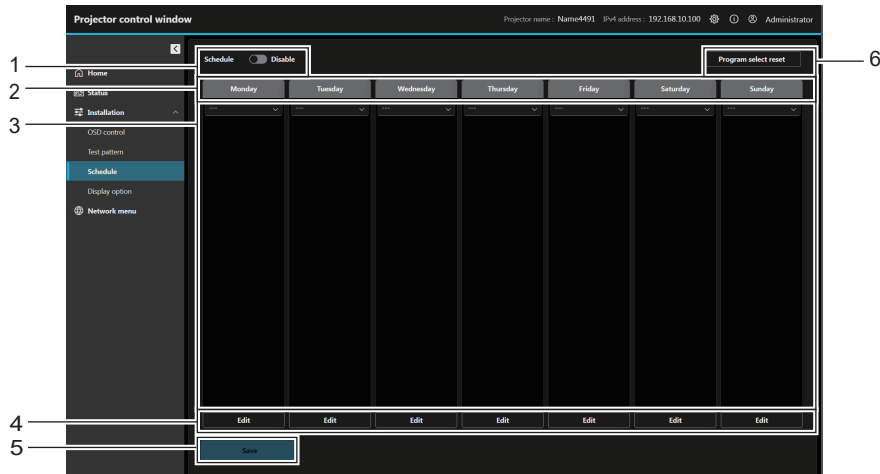 Projector control window Projector name : Name4491 IPv4 address : 192.168.10.100 Administrator
1 Schedule Disable Program select reset 6
Home
2 Monday Tuesday Wednesday Thursday Friday Saturday Sunday
Status
3 Installation --- --- --- --- --- --- ---
OSD control
Test pattern
Schedule
Display option
Network menu
4 Edit Edit Edit Edit Edit Edit Edit
5 Save